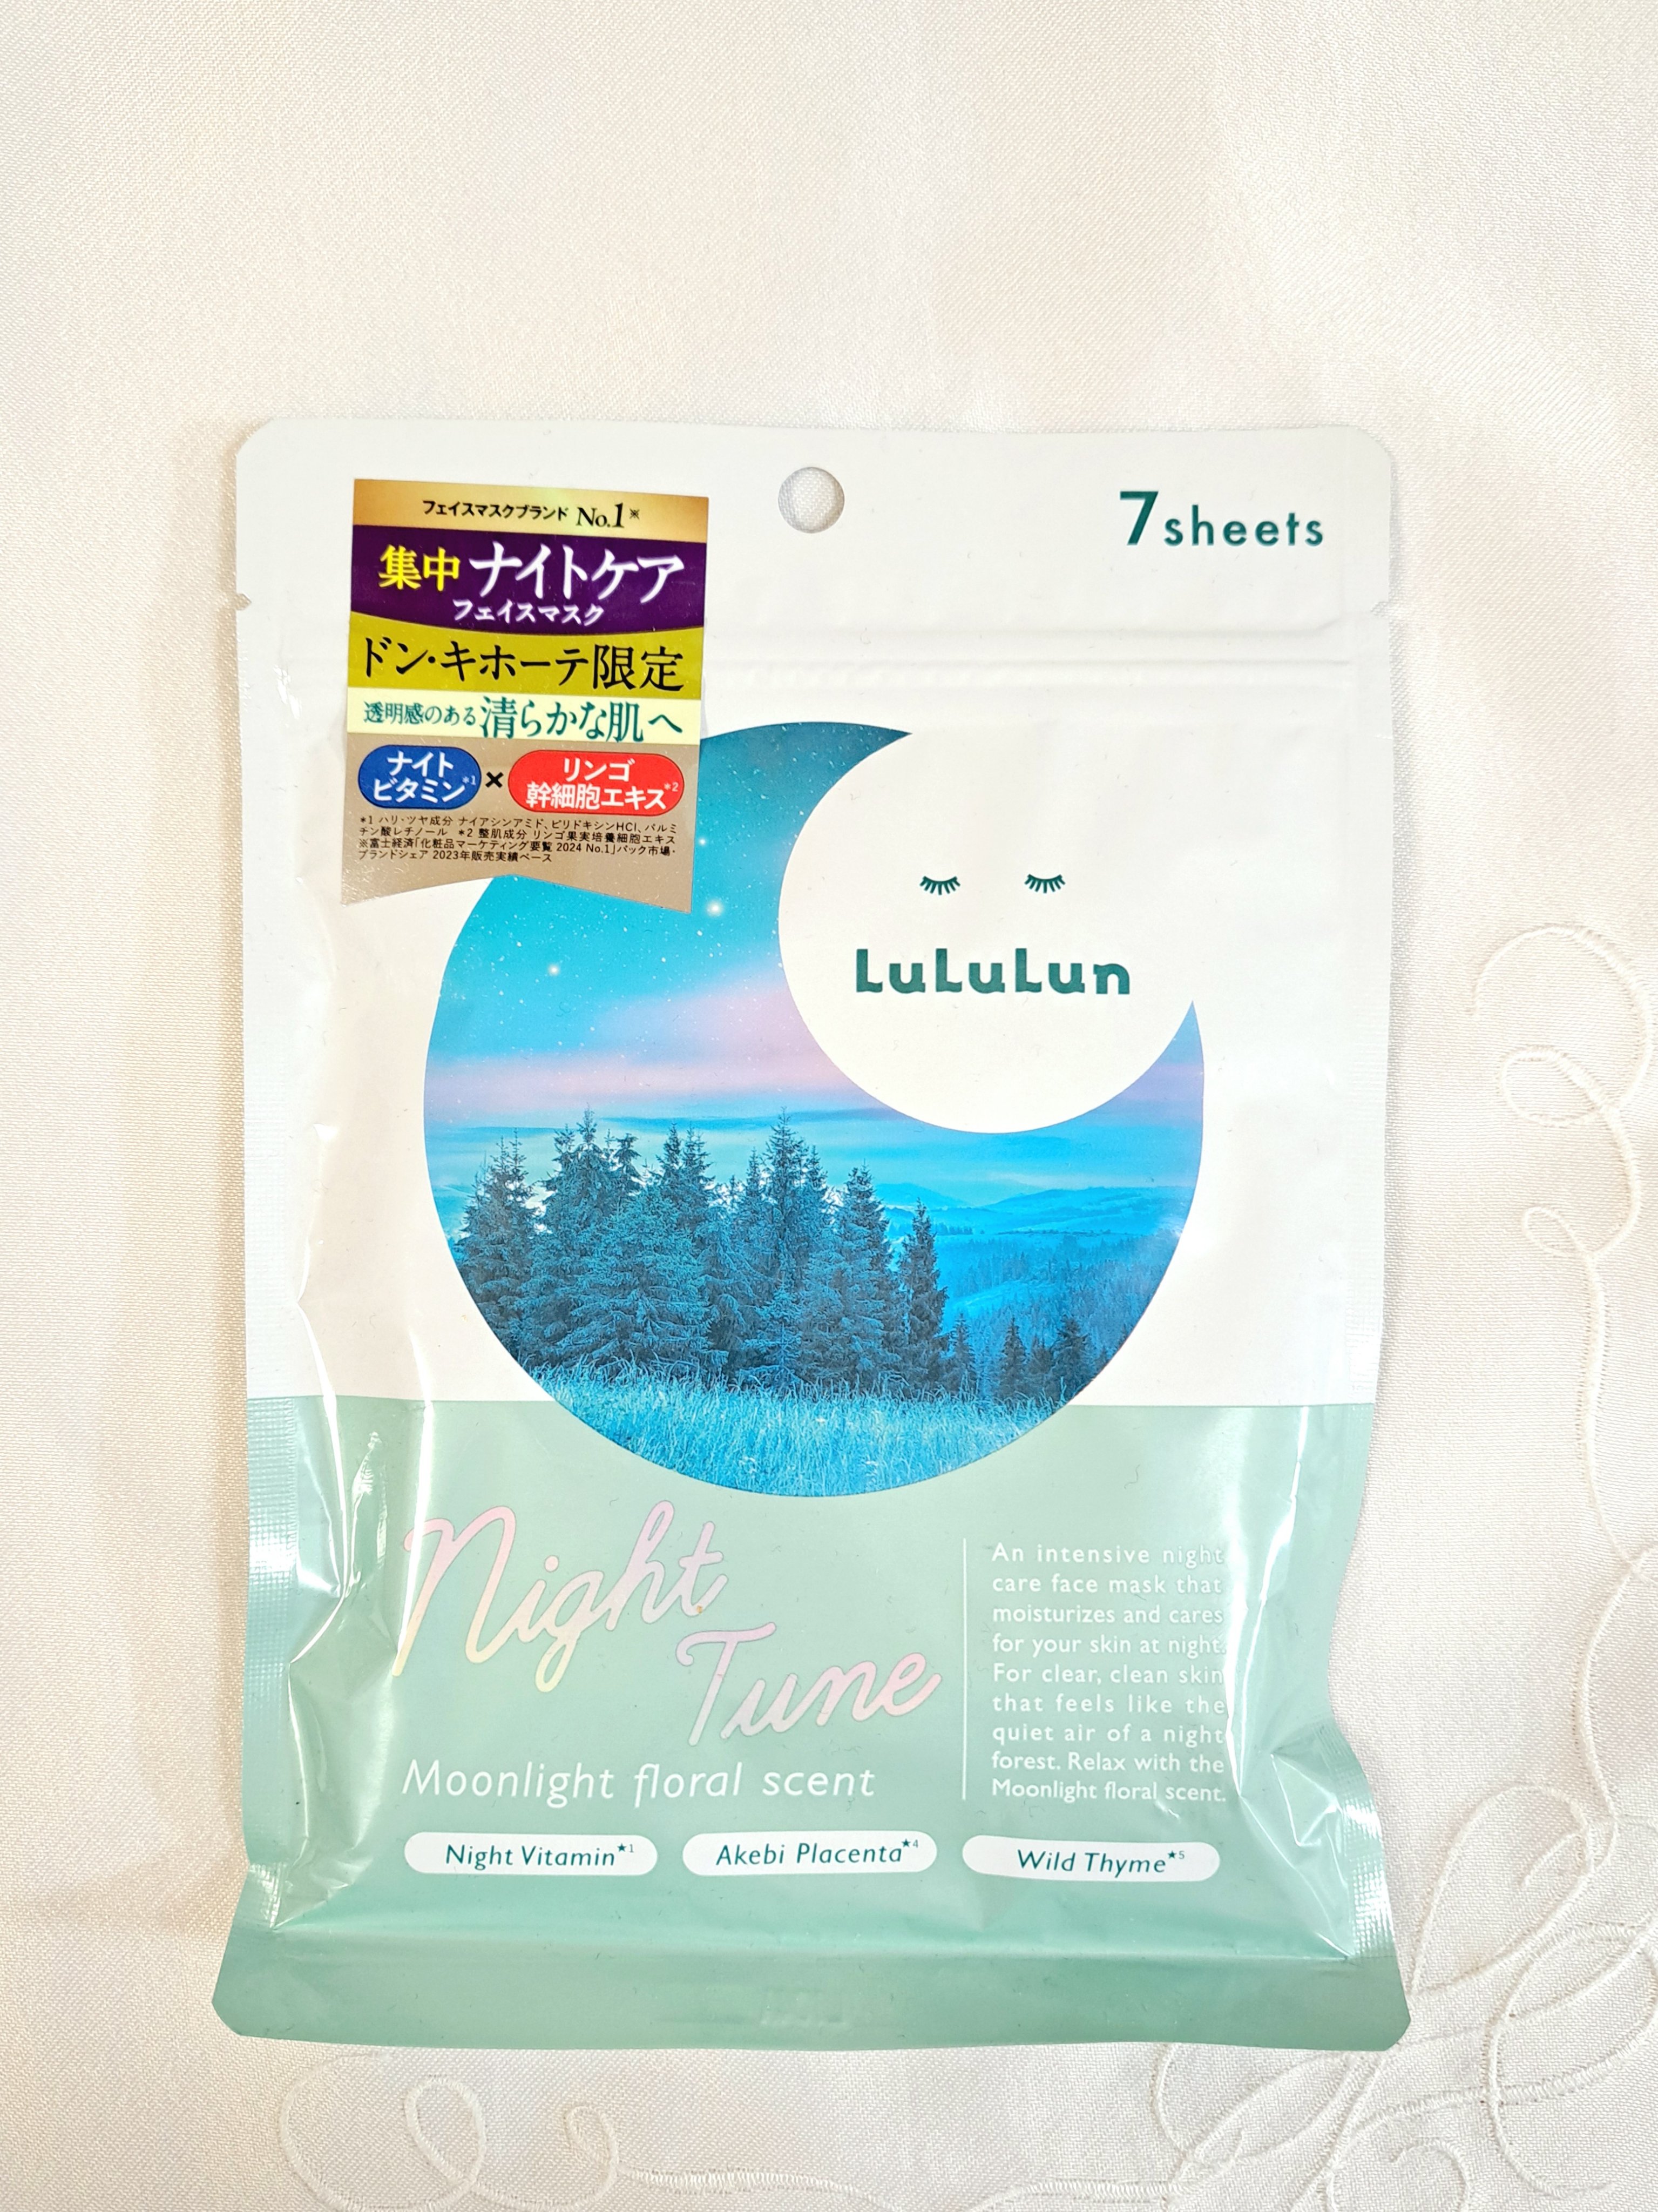 フェイスマスクブランド No.1※
集中ナイトケア
フェイスマスク
ドン・キホーテ限定
透明感のある清らかな肌へ
ナイト
ビタミン*1
×
リンゴ
幹細胞エキス*2
*1 ハリ・ツヤ成分 ナイアシンアミド、ピリドキシンHCl、パルミ
チン酸レチノール *2 整肌成分 リンゴ果実培養細胞エキス
※富士経済「化粧品マーケティング要覧 2024 No.1」パック市場・
ブランドシェア 2023年販売実績ベース
7sheets
LuLuLun
Night
Tune
Moonlight floral scent
An intensive night
care face mask that
moisturizes and cares
for your skin at night.
For clear, clean skin
that feels like the
quiet air of a night
forest. Relax with the
Moonlight floral scent.
Night Vitamin★1
Akebi Placenta★4
Wild Thyme★5